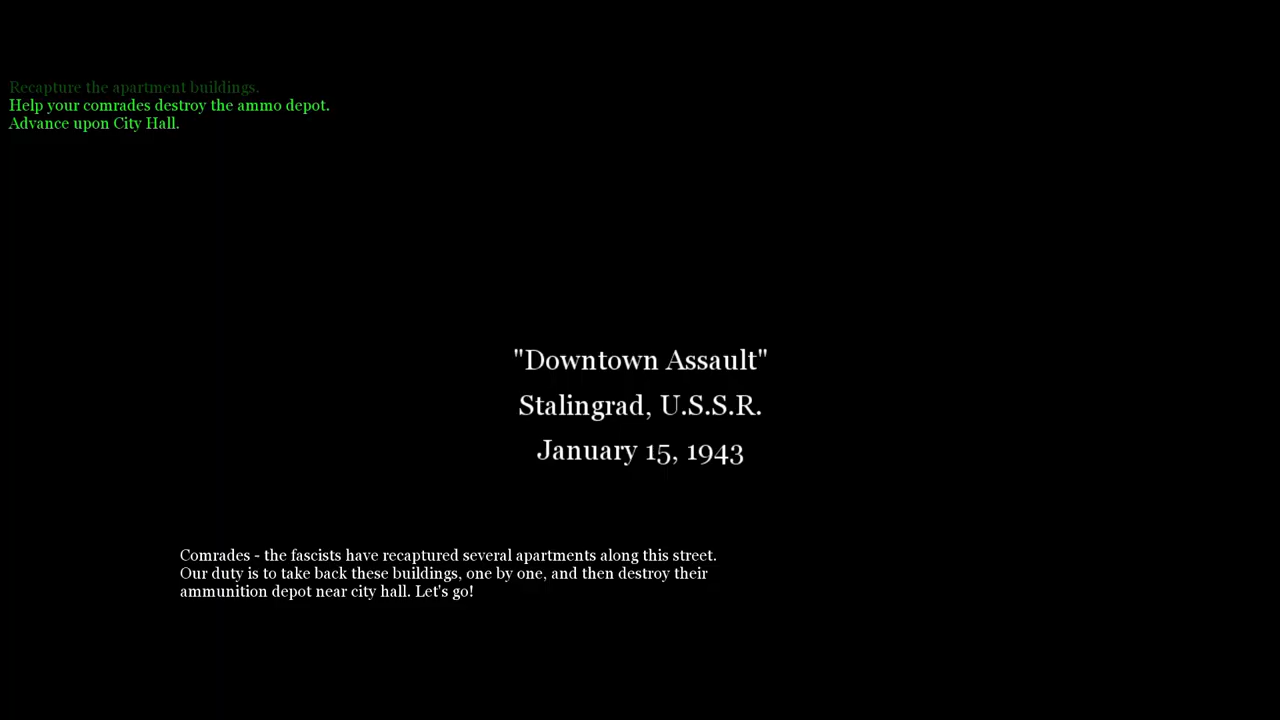 Recapture the apartment buildings.
Help your comrades destroy the ammo depot.
Advance upon City Hall.
"Downtown Assault"
Stalingrad, U.S.S.R.
January 15, 1943
Comrades - the fascists have recaptured several apartments along this street.
Our duty is to take back these buildings, one by one, and then destroy their
ammunition depot near city hall. Let's go!